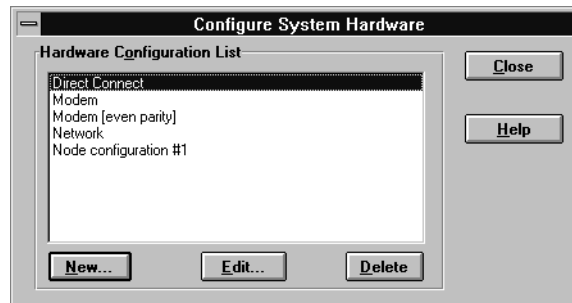 Configure System Hardware
Hardware Configuration List
Direct Connect
Modem
Modem [even parity]
Network
Node configuration #1
Close
Help
New... Edit... Delete